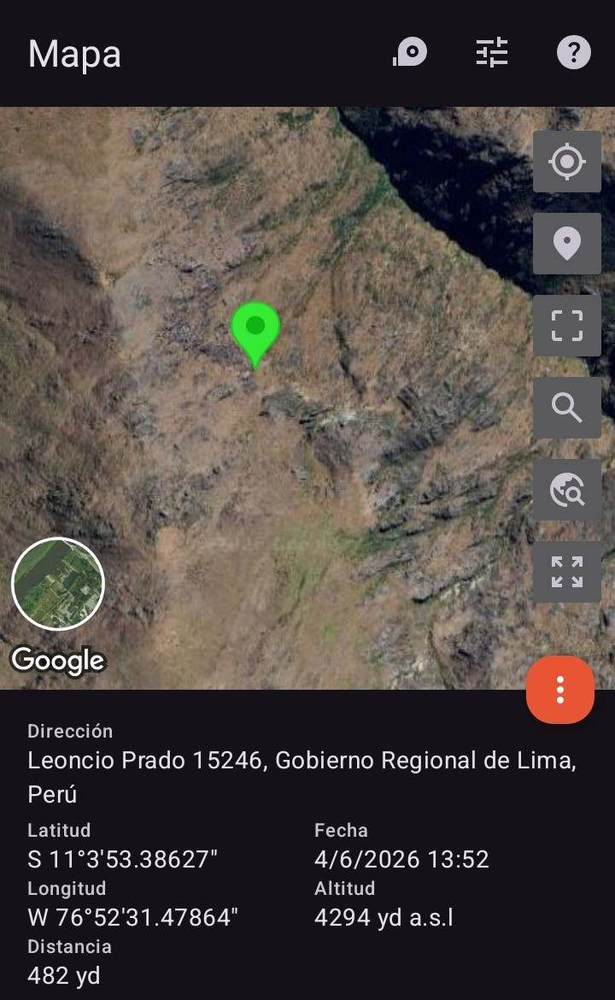 Mapa
Google
Dirección
Leoncio Prado 15246, Gobierno Regional de Lima,
Perú
Latitud
Fecha
S 11°3'53.38627"
4/6/2026 13:52
Longitud
Altitud
W 76°52'31.47864"
4294 yd a.s.l
Distancia
482 yd